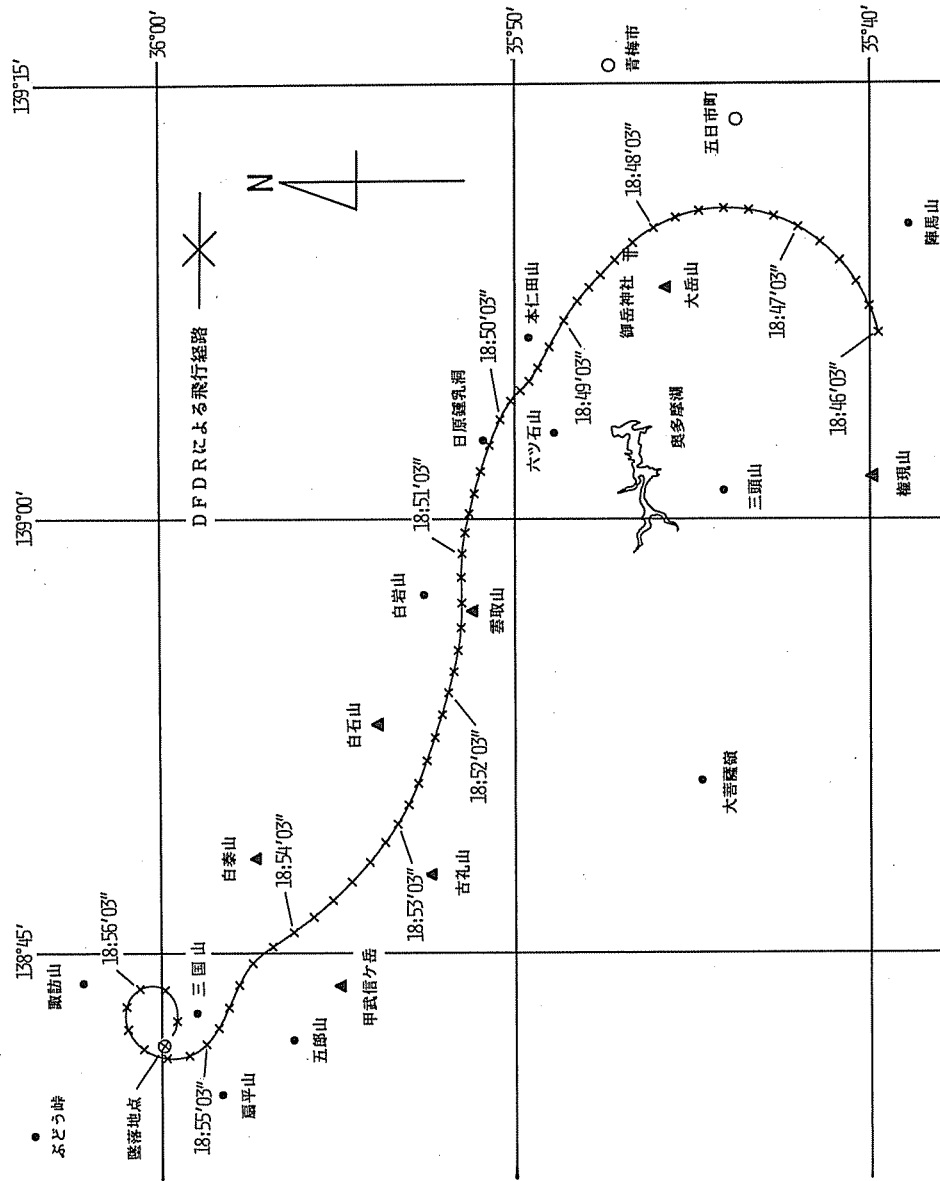 139°15'
139°00'
138°45'
36°00'
35°50'
35°40'
N
DFDRによる飛行経路
ぶどう峠
諏訪山
墜落地点
18:56'03"
三国山
18:55'03"
扇平山
五郎山
甲武信ケ岳
白泰山
18:54'03"
18:53'03"
古礼山
白石山
18:52'03"
白岩山
雲取山
18:51'03"
日原鍾乳洞
18:50'03"
本仁田山
六ツ石山
18:49'03"
御岳神社
大岳山
18:48'03"
青梅市
五日市町
18:47'03"
18:46'03"
奥多摩湖
三頭山
権現山
陣馬山
大菩薩嶺